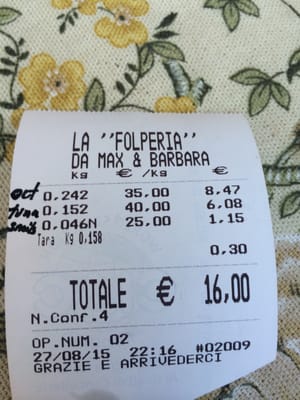 LA "FOLPERIA"
DA MAX & BARBARA
Kg € /Kg €
oct 0,242 35,00 8,47
tuna 0,152 40,00 6,08
0,046N 25,00 1,15
Tara Kg 0,158
0,30
TOTALE € 16,00
N.Conf.4
OP.NUM. 02
27/08/15 22:16 #02009
GRAZIE E ARRIVEDERCI